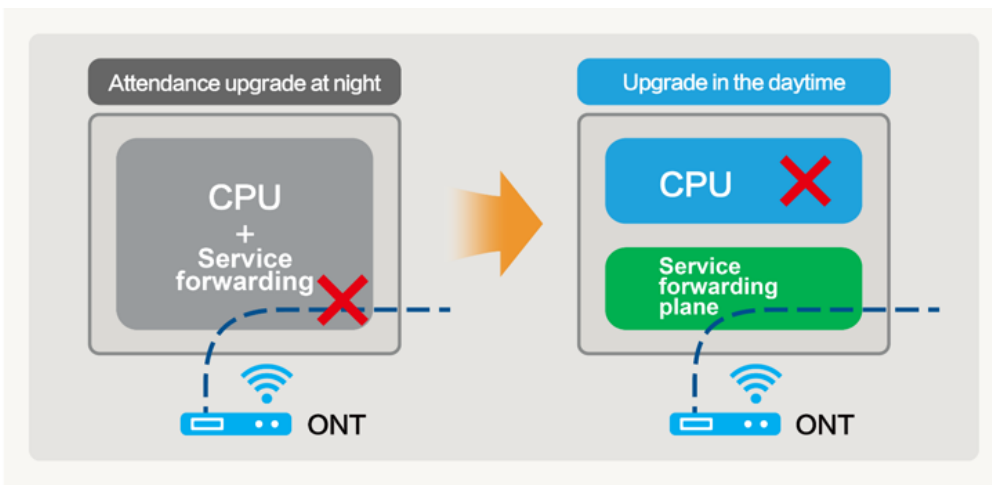 Attendance upgrade at night
CPU
+
Service
forwarding
ONT
Upgrade in the daytime
CPU
Service
forwarding
plane
ONT